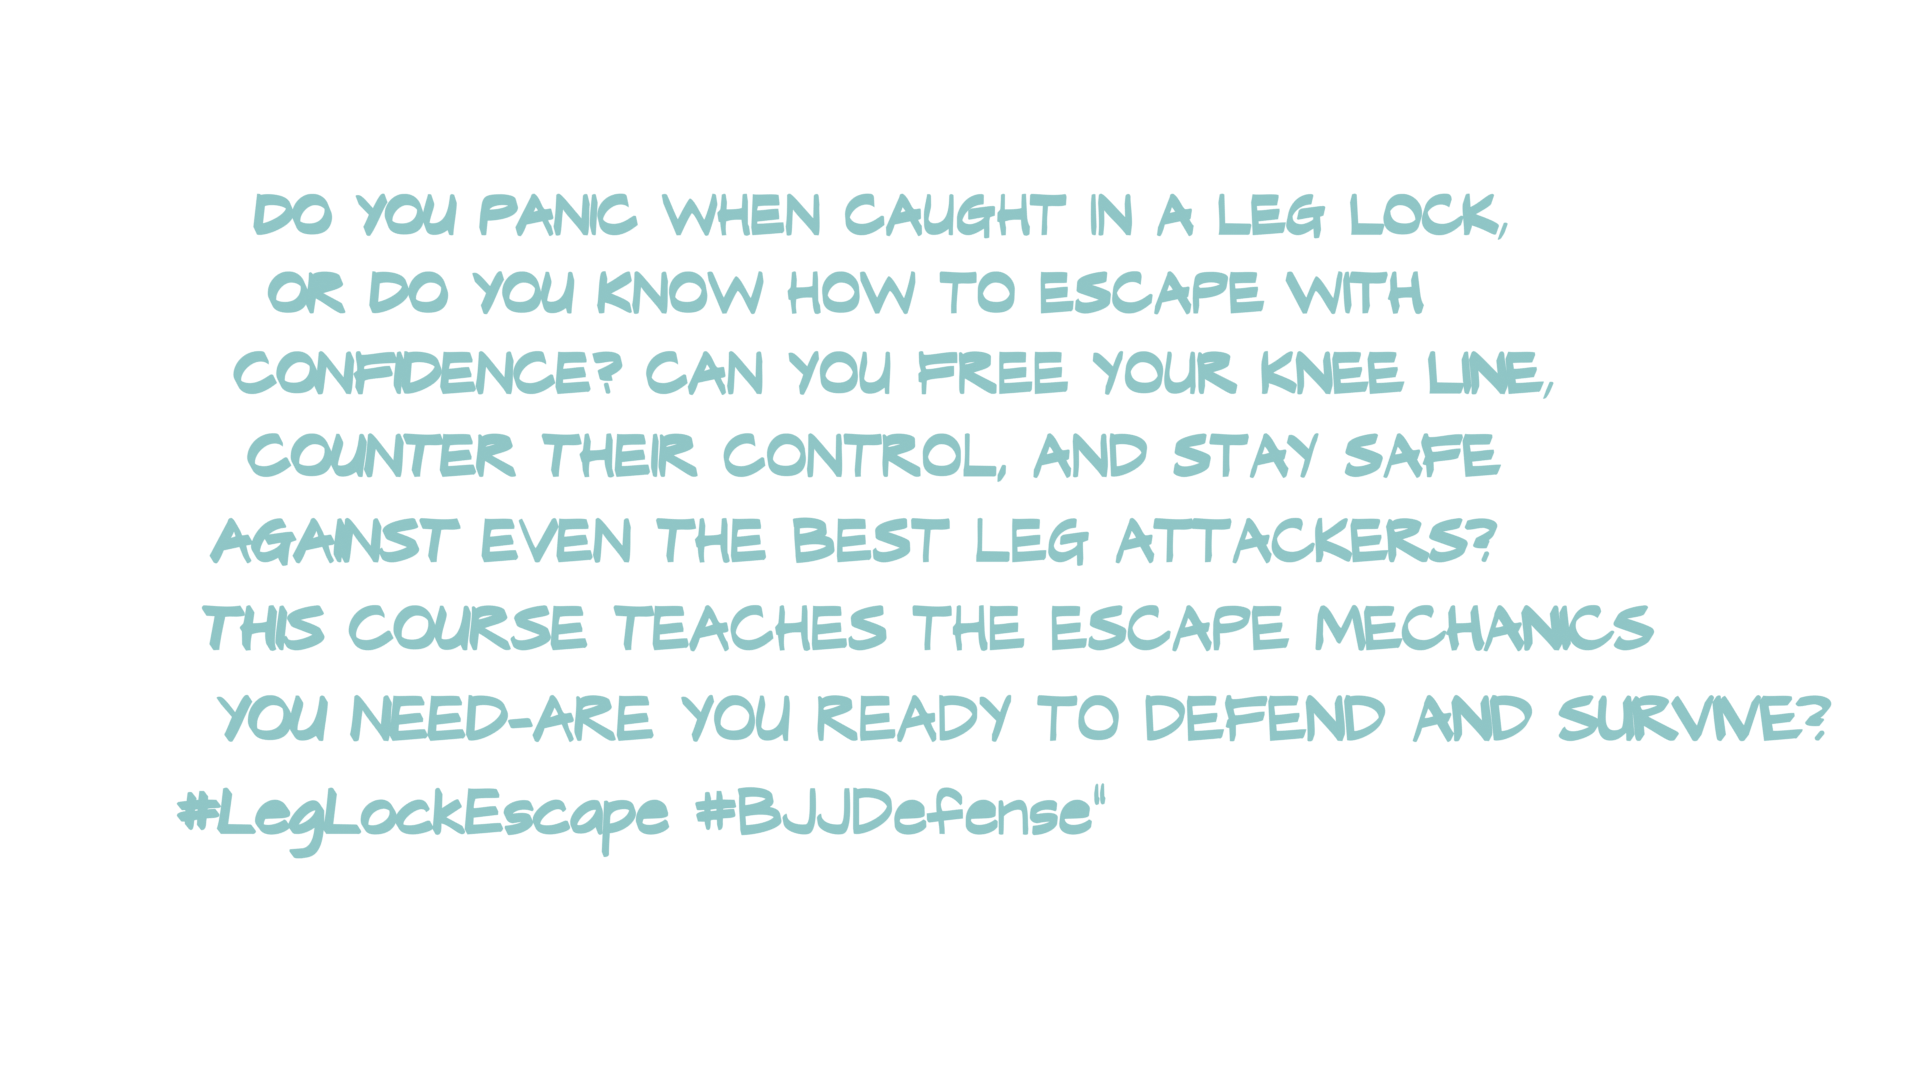 DO YOU PANIC WHEN CAUGHT IN A LEG LOCK,
OR DO YOU KNOW HOW TO ESCAPE WITH
CONFIDENCE? CAN YOU FREE YOUR KNEE LINE,
COUNTER THEIR CONTROL, AND STAY SAFE
AGAINST EVEN THE BEST LEG ATTACKERS?
THIS COURSE TEACHES THE ESCAPE MECHANICS
YOU NEED-ARE YOU READY TO DEFEND AND SURVIVE?
#LegLockEscape #BJJDefense“